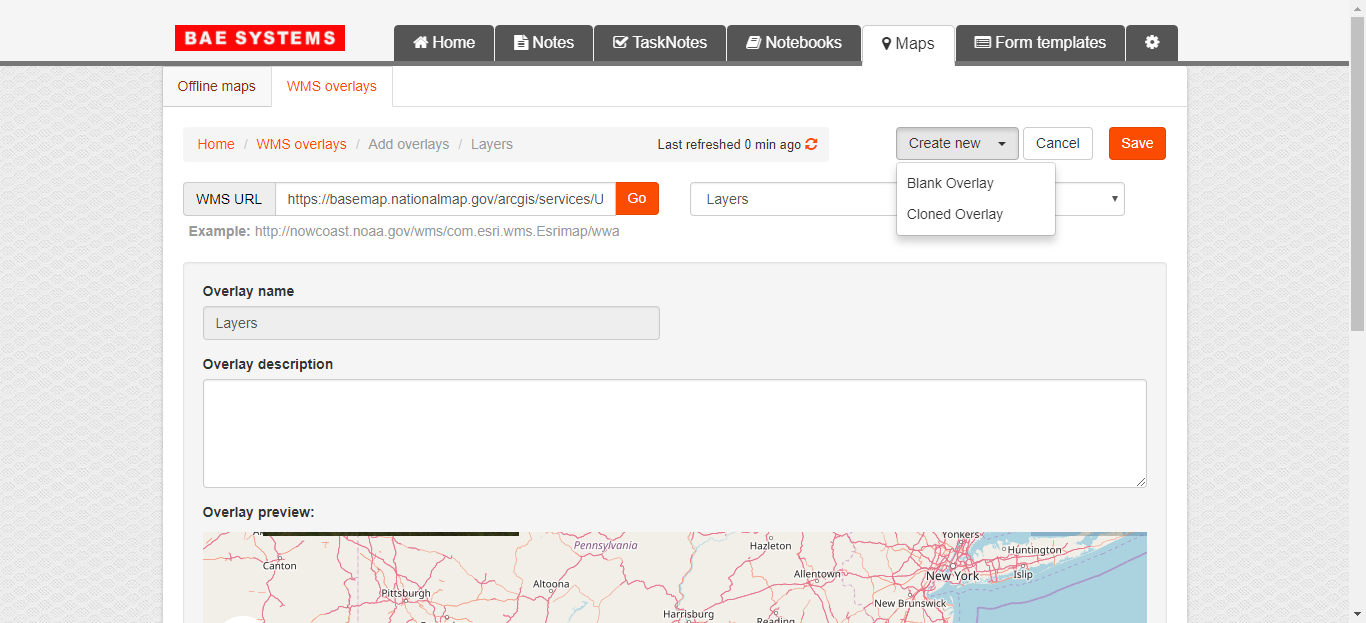 BAE SYSTEMS
Home
Notes
TaskNotes
Notebooks
Maps
Form templates
Offline maps
WMS overlays
Home / WMS overlays / Add overlays / Layers
Last refreshed 0 min ago
Create new
Cancel
Save
Blank Overlay
Cloned Overlay
WMS URL
https://basemap.nationalmap.gov/arcgis/services/U
Go
Layers
Example: http://nowcoast.noaa.gov/wms/com.esri.wms.Esrimap/wwa
Overlay name
Layers
Overlay description
Overlay preview:
Yonkers
Pennsylvania
Hazleton
Huntington
Canton
Allentown
New York
Islip
Altoona
Pittsburgh
New Brunswick
Harrisburg
Reading